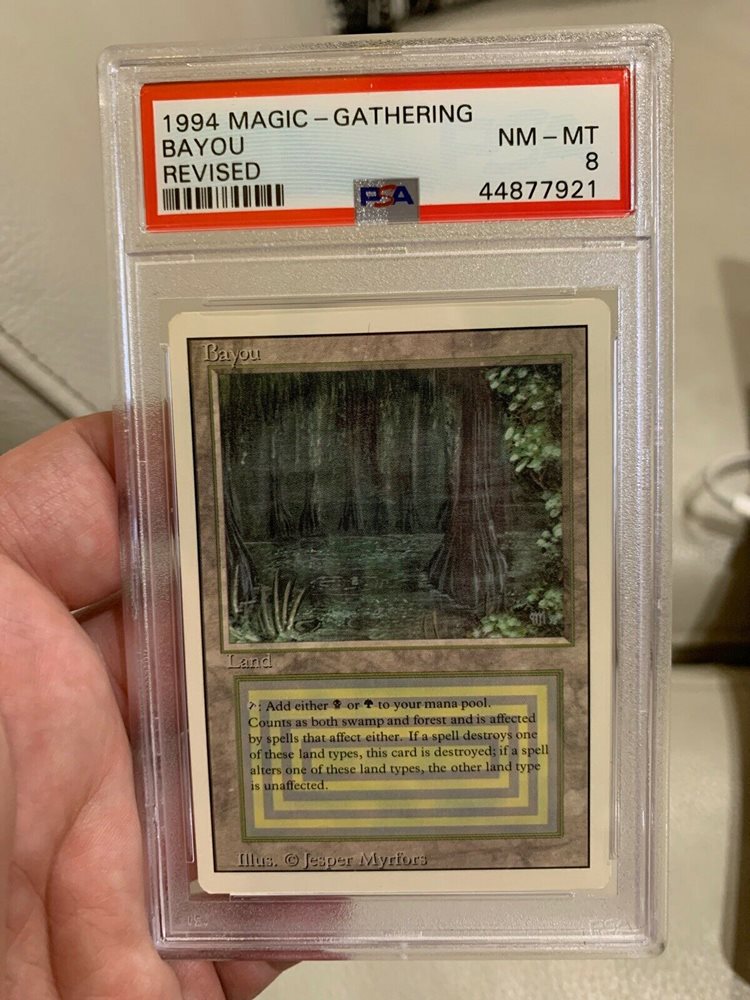 1994 MAGIC – GATHERING
BAYOU NM – MT
REVISED 8
PSA 44877921
Bayou
Land
: Add either or to your mana pool.
Counts as both swamp and forest and is affected
by spells that affect either. If a spell destroys one
of these land types, this card is destroyed; if a spell
alters one of these land types, the other land type
is unaffected.
Illus. © Jesper Myrfors